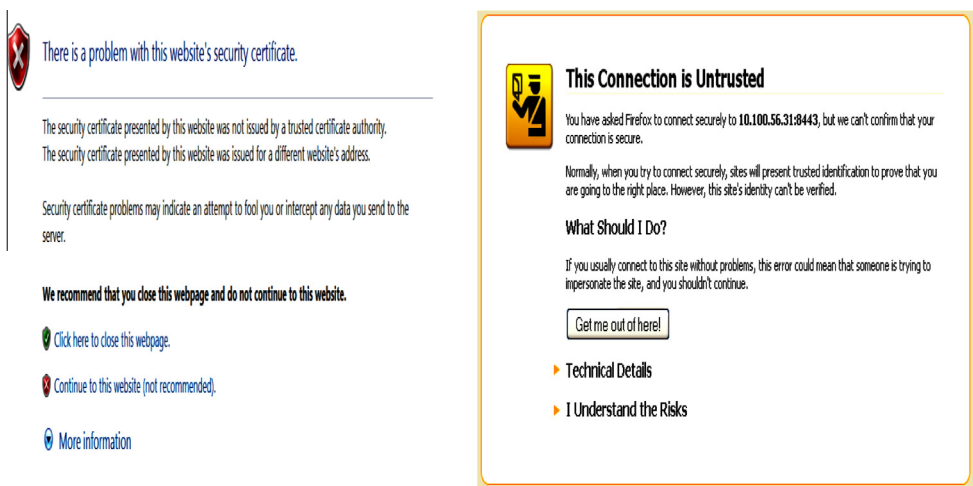 There is a problem with this website's security certificate.
The security certificate presented by this website was not issued by a trusted certificate authority.
The security certificate presented by this website was issued for a different website's address.
Security certificate problems may indicate an attempt to fool you or intercept any data you send to the
server.
We recommend that you close this webpage and do not continue to this website.
Click here to close this webpage.
Continue to this website (not recommended).
More information
This Connection is Untrusted
You have asked Firefox to connect securely to 10.100.56.31:8443, but we can't confirm that your
connection is secure.
Normally, when you try to connect securely, sites will present trusted identification to prove that you
are going to the right place. However, this site's identity can't be verified.
What Should I Do?
If you usually connect to this site without problems, this error could mean that someone is trying to
impersonate the site, and you shouldn't continue.
Get me out of here!
Technical Details
I Understand the Risks